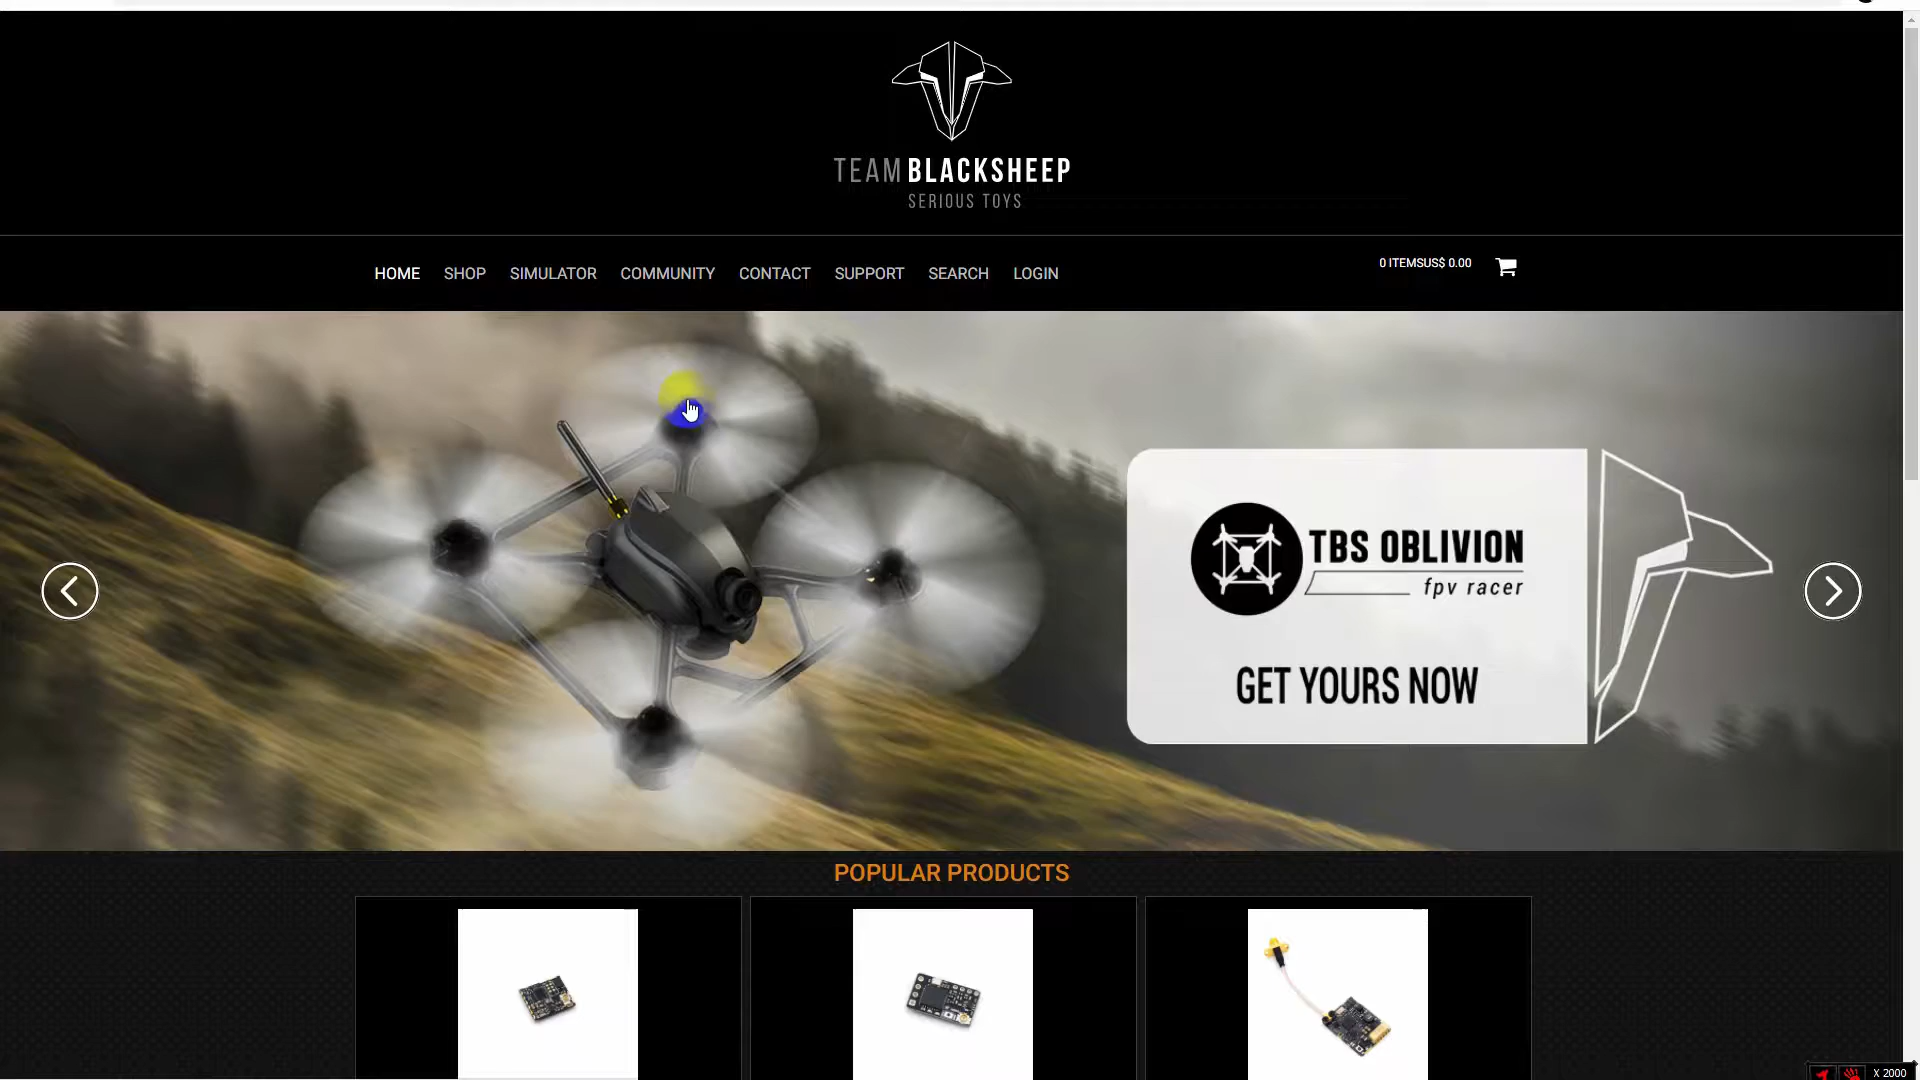 TEAM BLACKSHEEP
SERIOUS TOYS
HOME SHOP SIMULATOR COMMUNITY CONTACT SUPPORT SEARCH LOGIN
0 ITEMSUS$ 0.00
TBS OBLIVION
fpv racer
GET YOURS NOW
POPULAR PRODUCTS
X 2000